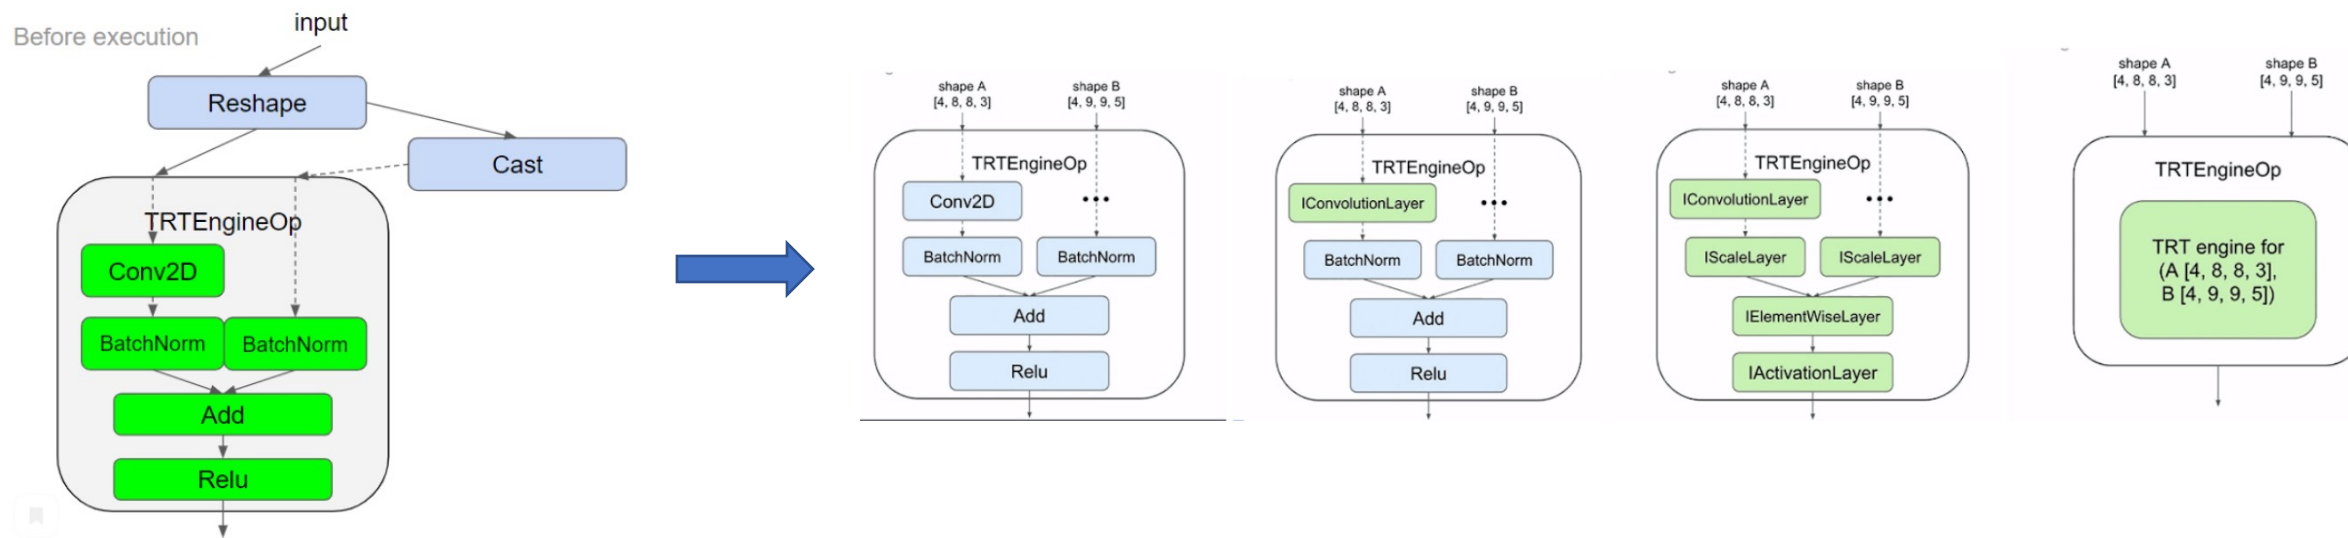 Before execution
input
Reshape
Cast
TRTEngineOp
Conv2D
BatchNorm
BatchNorm
Add
Relu
shape A
[4, 8, 8, 3]
shape B
[4, 9, 9, 5]
TRTEngineOp
Conv2D
...
BatchNorm
BatchNorm
Add
Relu
shape A
[4, 8, 8, 3]
shape B
[4, 9, 9, 5]
TRTEngineOp
IConvolutionLayer
...
BatchNorm
BatchNorm
Add
Relu
shape A
[4, 8, 8, 3]
shape B
[4, 9, 9, 5]
TRTEngineOp
IConvolutionLayer
...
IScaleLayer
IScaleLayer
IElementWiseLayer
IActivationLayer
shape A
[4, 8, 8, 3]
shape B
[4, 9, 9, 5]
TRTEngineOp
TRT engine for
(A [4, 8, 8, 3],
B [4, 9, 9, 5])